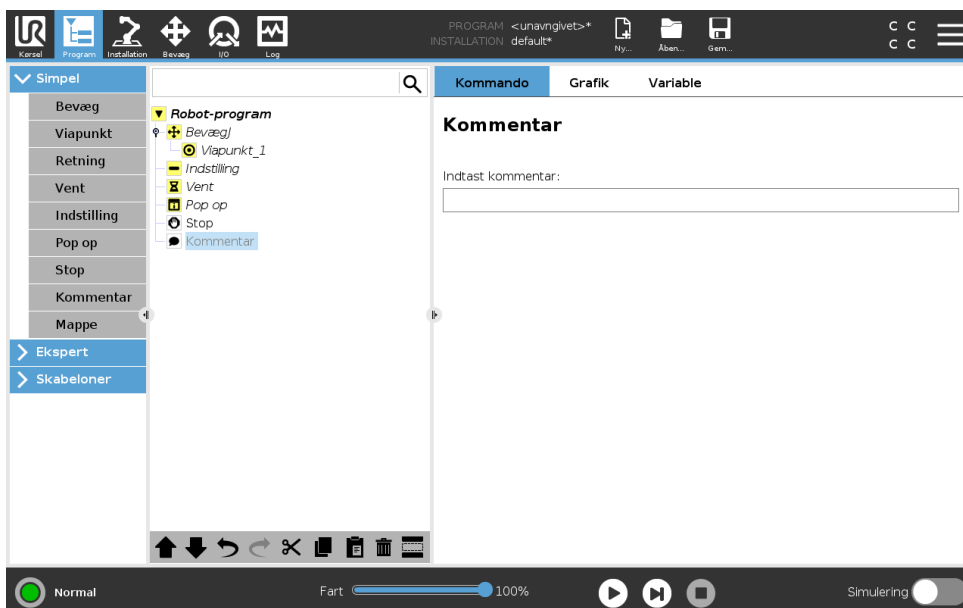 UR
Kørsel
Program
Installation
Bevæg
I/O
Log
PROGRAM <unavngivet>*
INSTALLATION default*
Ny...
Åben...
Gem...
C C
C C
Simpel
Bevæg
Viapunkt
Retning
Vent
Indstilling
Pop op
Stop
Kommentar
Mappe
Ekspert
Skabeloner
Robot-program
BevægJ
Viapunkt_1
Indstilling
Vent
Pop op
Stop
Kommentar
Kommando Grafik Variable
Kommentar
Indtast kommentar:
Normal
Fart 100%
Simulering